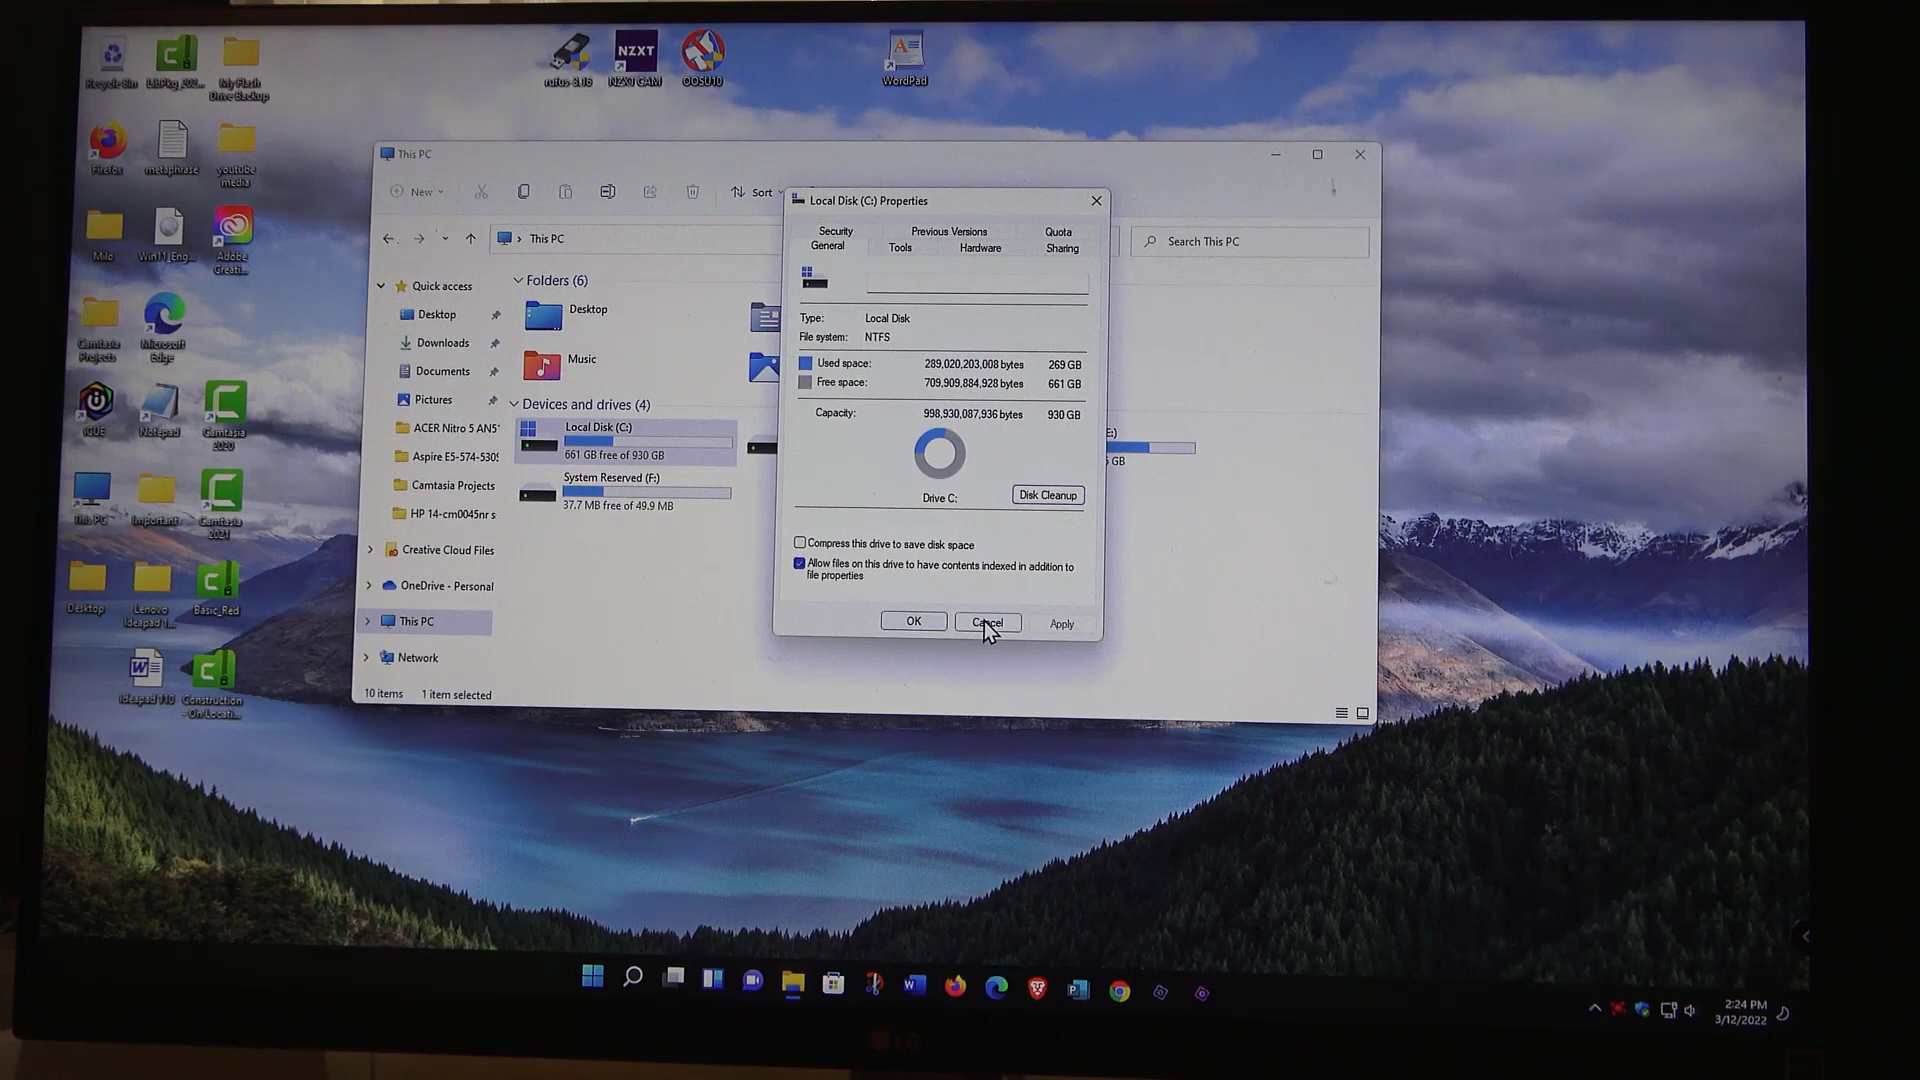 Recycle Bin
LibPkg_202...
My Flash
Drive Backup
rufus-3.16
NZXT
NZXT CAM
OOSU10
WordPad
Firefox
metaphrase
youtube
media
Milo
Win11_Eng...
Adobe
Creati...
Camtasia
Projects
Microsoft
Edge
iCUE
Notepad
Camtasia
2020
This PC
Important
Camtasia
2021
Desktop
Lenovo
Ideapad 1...
Basic_Red
ideapad 110
Construction
- On Locati...
This PC
New
Sort
This PC
Search This PC
Quick access
Desktop
Downloads
Documents
Pictures
ACER Nitro 5 AN51
Aspire E5-574-530S
Camtasia Projects
HP 14-cm0045nr s
Creative Cloud Files
OneDrive - Personal
This PC
Network
Folders (6)
Desktop
Music
Devices and drives (4)
Local Disk (C:)
661 GB free of 930 GB
System Reserved (F:)
37.7 MB free of 49.9 MB
E:)
GB
10 items
1 item selected
Local Disk (C:) Properties
Security
Previous Versions
Quota
General
Tools
Hardware
Sharing
Type: Local Disk
File system: NTFS
Used space: 289,020,203,008 bytes 269 GB
Free space: 709,909,884,928 bytes 661 GB
Capacity: 998,930,087,936 bytes 930 GB
Drive C:
Disk Cleanup
Compress this drive to save disk space
Allow files on this drive to have contents indexed in addition to
file properties
OK
Cancel
Apply
2:24 PM
3/12/2022
LG